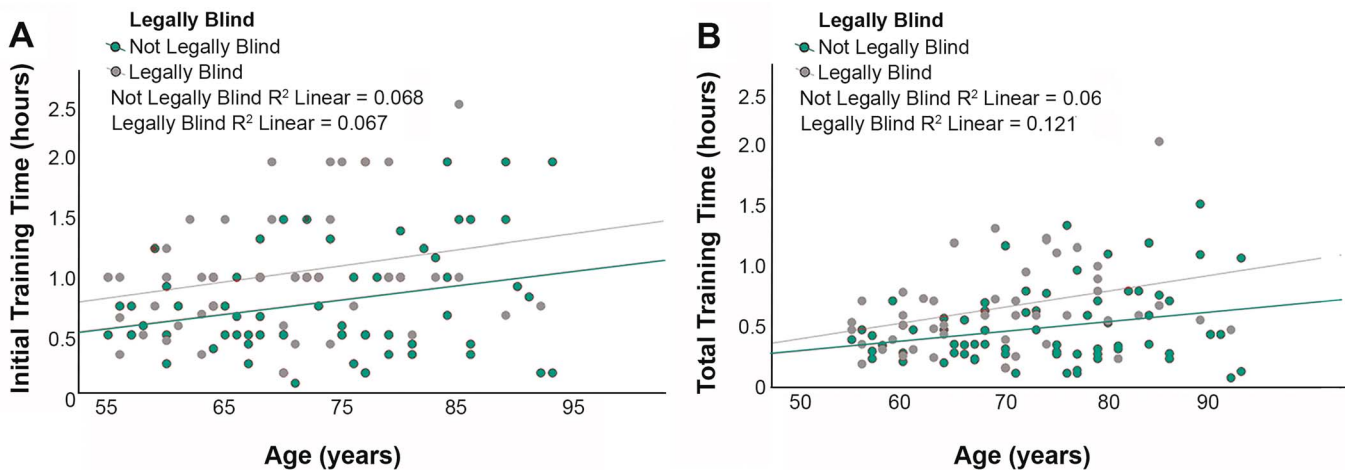 A
Legally Blind
Not Legally Blind
Legally Blind
Not Legally Blind R² Linear = 0.068
Legally Blind R² Linear = 0.067
Initial Training Time (hours)
2.5
2.0
1.5
1.0
0.5
0
55 65 75 85 95
Age (years)
B
Legally Blind
Not Legally Blind
Legally Blind
Not Legally Blind R² Linear = 0.06
Legally Blind R² Linear = 0.121
Total Training Time (hours)
2.5
2.0
1.5
1.0
0.5
0
50 60 70 80 90
Age (years)